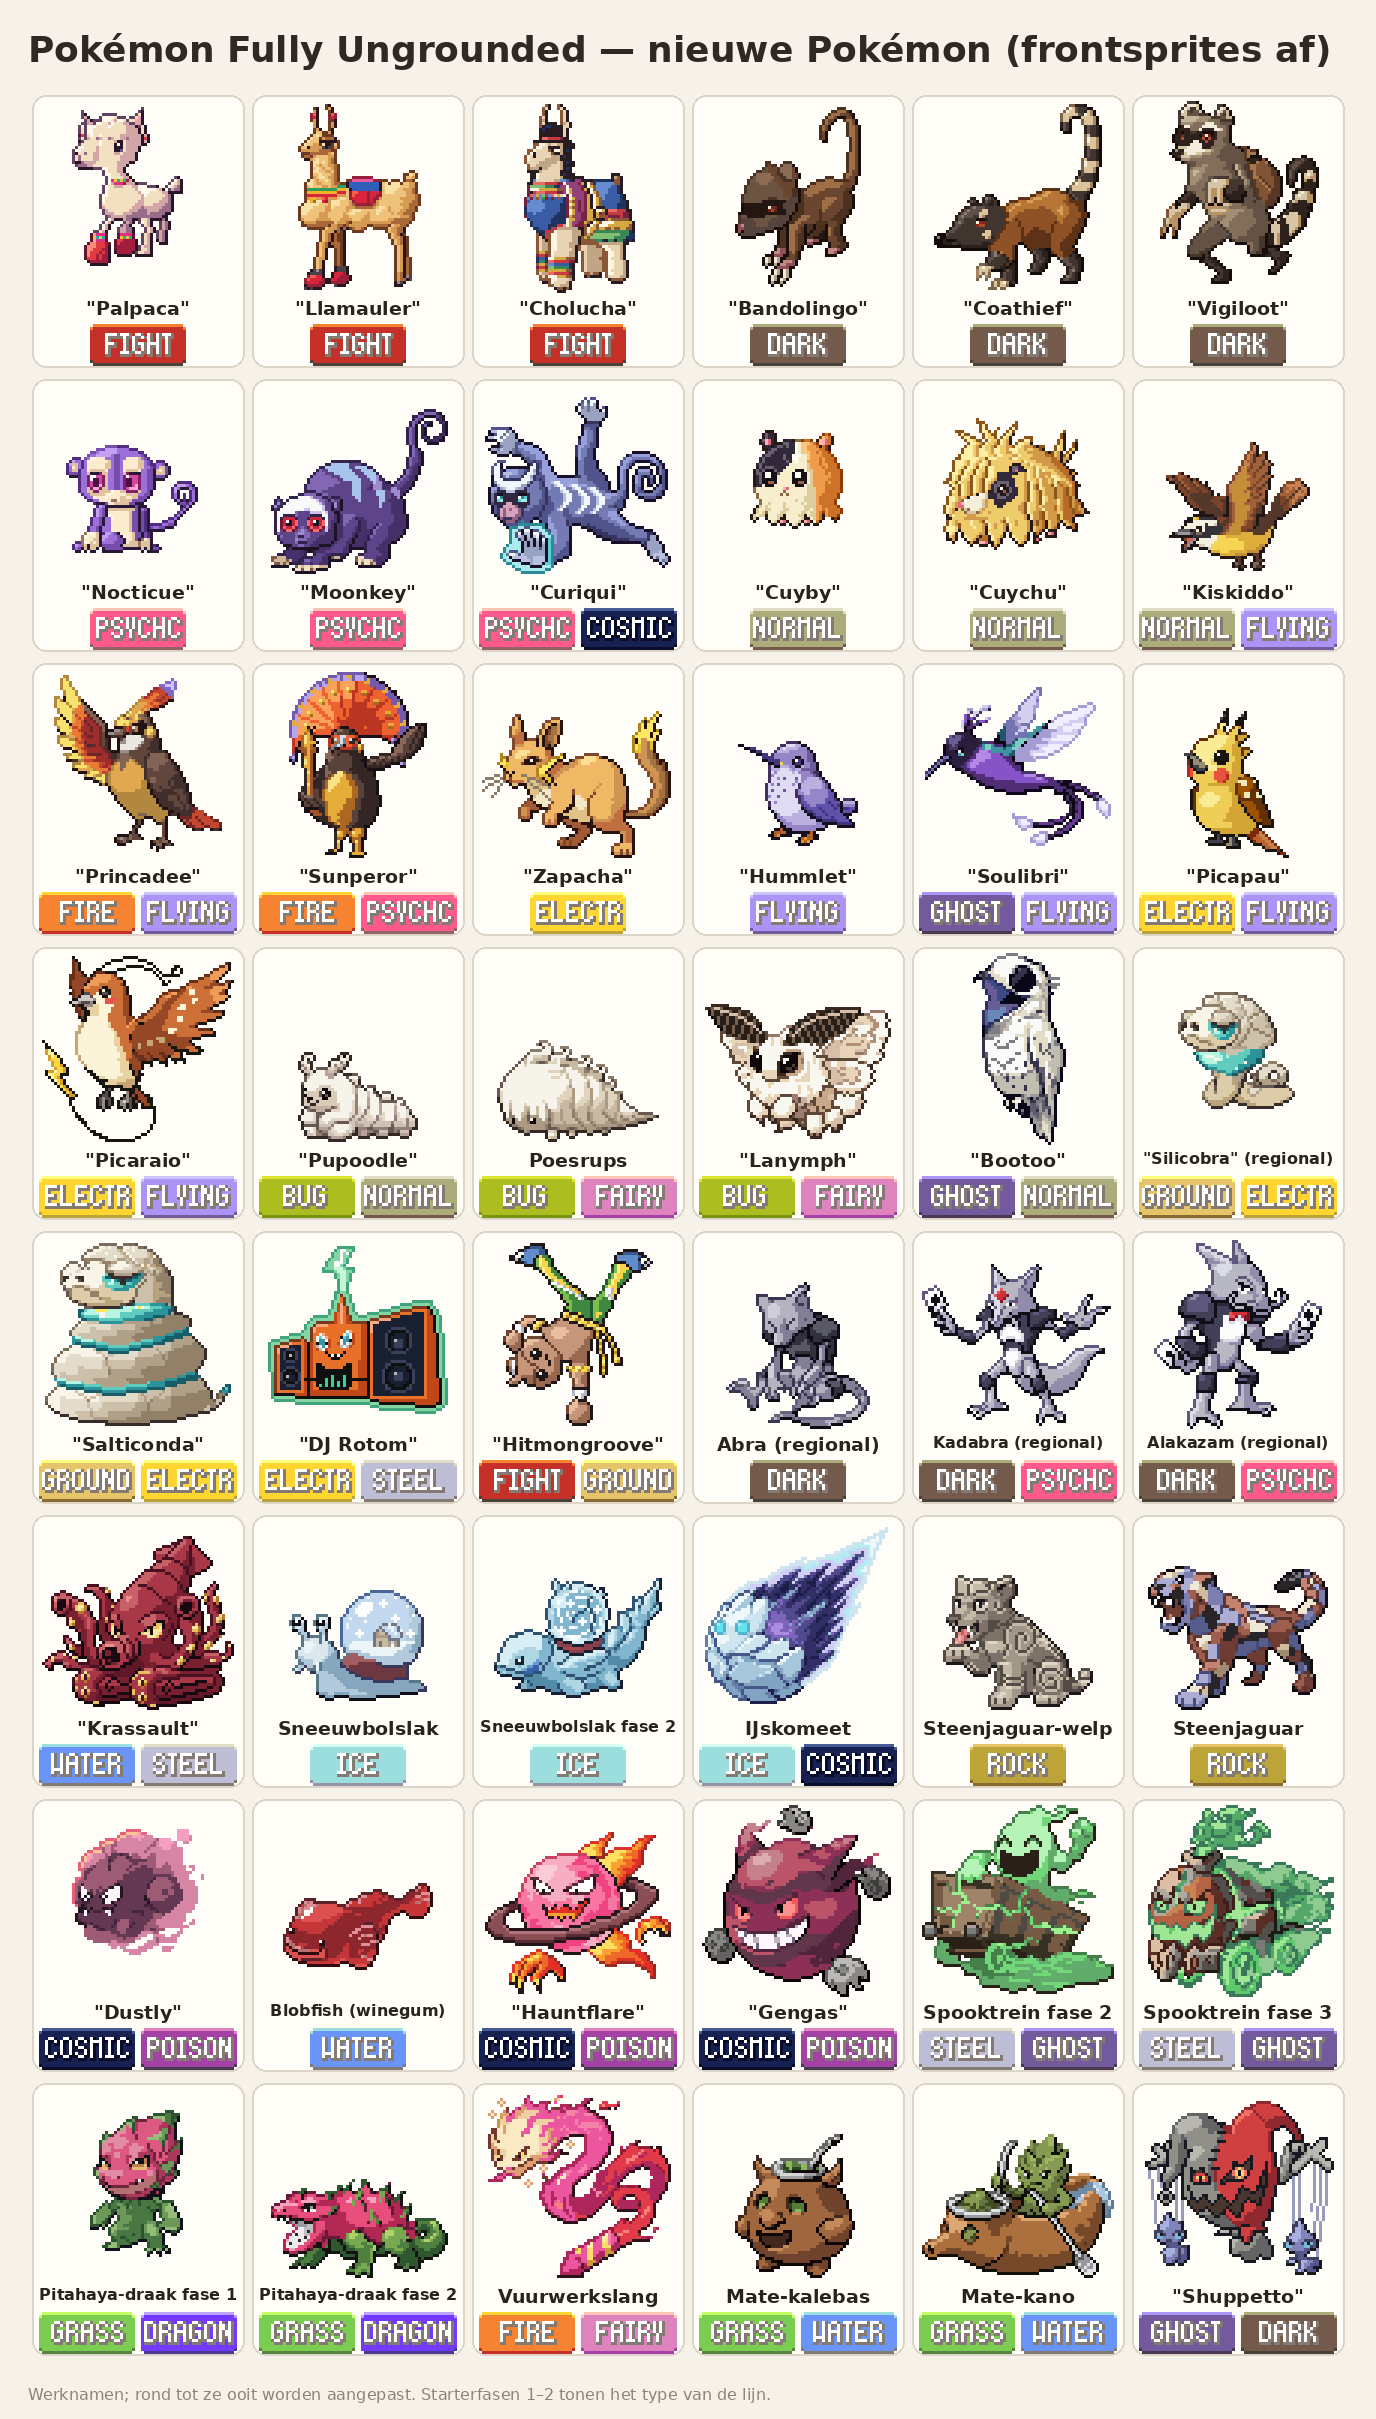 Pokémon Fully Ungrounded — nieuwe Pokémon (frontsprites af)
"Palpaca" "Llamauler" "Cholucha" "Bandolingo" "Coathief" "Vigiloot"
FIGHT FIGHT FIGHT DARK DARK DARK
"Nocticue" "Moonkey" "Curiqui" "Cuyby" "Cuychu" "Kiskiddo"
PSYCHC PSYCHC PSYCHC COSMIC NORMAL NORMAL NORMAL FLYING
"Princadee" "Sunperor" "Zapacha" "Hummlet" "Soulibri" "Picapau"
FIRE FLYING FIRE PSYCHC ELECTR FLYING GHOST FLYING ELECTR FLYING
"Picaraio" "Pupoodle" Poesrups "Lanymph" "Bootoo" "Silicobra" (regional)
ELECTR FLYING BUG NORMAL BUG FAIRY BUG FAIRY GHOST NORMAL GROUND ELECTR
"Salticonda" "DJ Rotom" "Hitmongroove" Abra (regional) Kadabra (regional) Alakazam (regional)
GROUND ELECTR ELECTR STEEL FIGHT GROUND DARK DARK PSYCHC DARK PSYCHC
"Krassault" Sneeuwbolslak Sneeuwbolslak fase 2 IJskomeet Steenjaguar-welp Steenjaguar
WATER STEEL ICE ICE ICE COSMIC ROCK ROCK
"Dustly" Blobfish (winegum) "Hauntflare" "Gengas" Spooktrein fase 2 Spooktrein fase 3
COSMIC POISON WATER COSMIC POISON COSMIC POISON STEEL GHOST STEEL GHOST
Pitahaya-draak fase 1 Pitahaya-draak fase 2 Vuurwerkslang Mate-kalebas Mate-kano "Shuppetto"
GRASS DRAGON GRASS DRAGON FIRE FAIRY GRASS WATER GRASS WATER GHOST DARK
Werknamen; rond tot ze ooit worden aangepast. Starterfasen 1–2 tonen het type van de lijn.